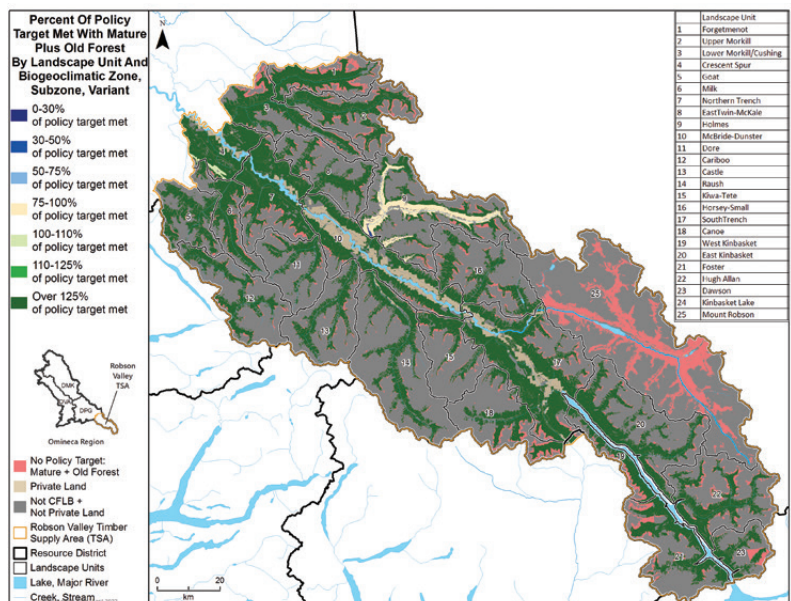 Percent Of Policy
Target Met With Mature
Plus Old Forest
By Landscape Unit And
Biogeoclimatic Zone,
Subzone, Variant
0-30%
of policy target met
30-50%
of policy target met
50-75%
of policy target met
75-100%
of policy target met
100-110%
of policy target met
110-125%
of policy target met
Over 125%
of policy target met
Robson
Valley
TSA
DMK
DPG
Omineca Region
No Policy Target:
Mature + Old Forest
Private Land
Not CFLB +
Not Private Land
Robson Valley Timber
Supply Area (TSA)
Resource District
Landscape Units
Lake, Major River
Creek, Stream
N
Landscape Unit
1 Forgetmenot
2 Upper Morkill
3 Lower Morkill/Cushing
4 Crescent Spur
5 Goat
6 Milk
7 Northern Trench
8 EastTwin-McKale
9 Holmes
10 McBride-Dunster
11 Dore
12 Cariboo
13 Castle
14 Raush
15 Kiwa-Tete
16 Horsey-Small
17 SouthTrench
18 Canoe
19 West Kinbasket
20 East Kinbasket
21 Foster
22 Hugh Allan
23 Dawson
24 Kinbasket Lake
25 Mount Robson
3
7
10
11
12
13
14
15
16
17
18
19
20
22
23
25
0 20
km